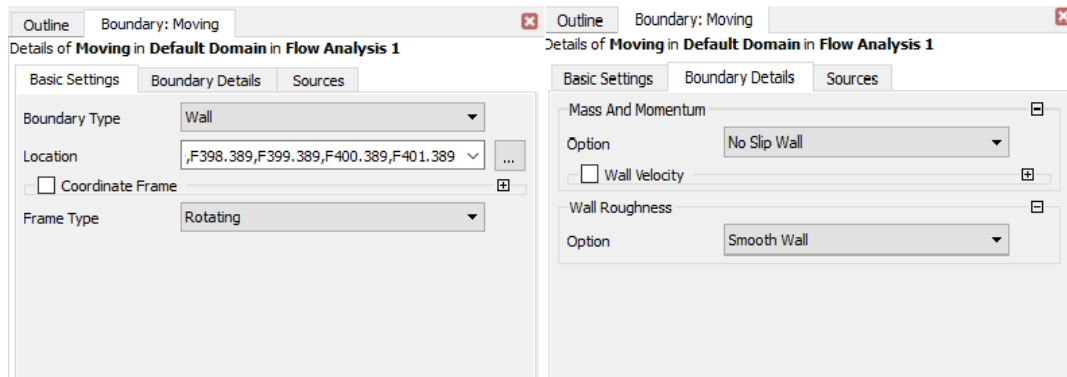 Outline Boundary: Moving
Details of Moving in Default Domain in Flow Analysis 1
Basic Settings Boundary Details Sources
Boundary Type Wall
Location ,F398.389,F399.389,F400.389,F401.389 ...
Coordinate Frame
Frame Type Rotating
Outline Boundary: Moving
Details of Moving in Default Domain in Flow Analysis 1
Basic Settings Boundary Details Sources
Mass And Momentum
Option No Slip Wall
Wall Velocity
Wall Roughness
Option Smooth Wall